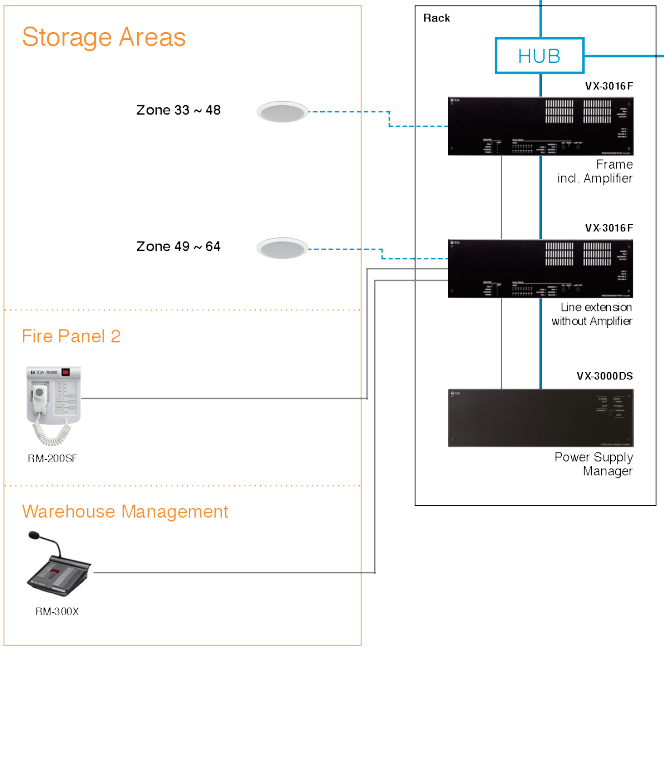 Storage Areas
Zone 33 ~ 48
Zone 49 ~ 64
Fire Panel 2
RM-200SF
Warehouse Management
RM-300X
Rack
HUB
VX-3016F
Frame
incl. Amplifier
VX-3016F
Line extension
without Amplifier
VX-3000DS
Power Supply
Manager